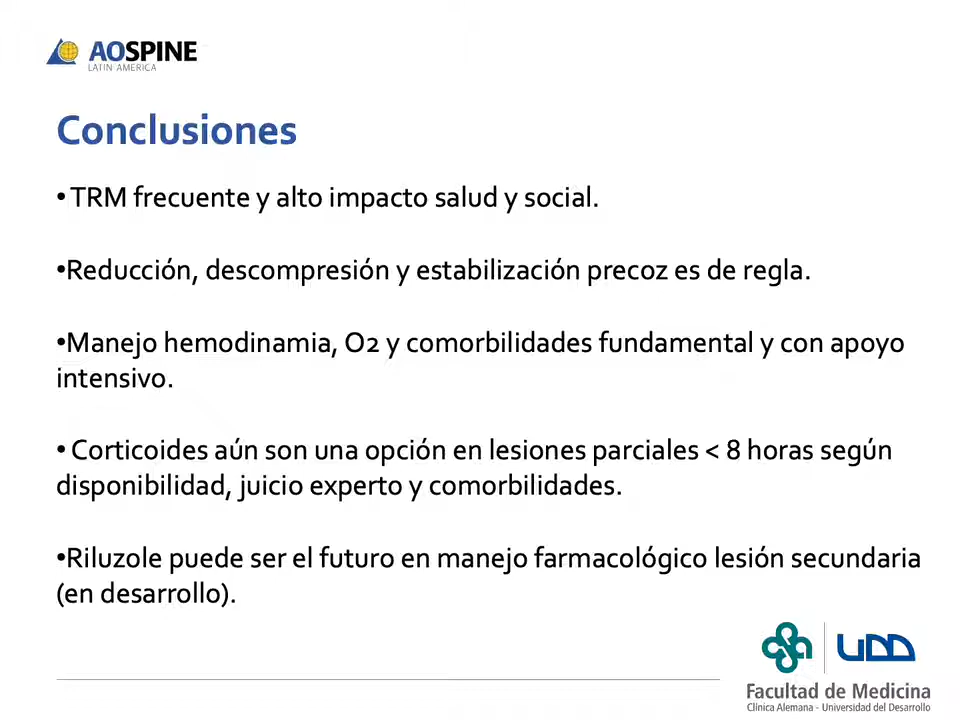 AOSPINE
LATIN AMERICA
Conclusiones
• TRM frecuente y alto impacto salud y social.
•Reducción, descompresión y estabilización precoz es de regla.
•Manejo hemodinamia, O2 y comorbilidades fundamental y con apoyo
intensivo.
• Corticoides aún son una opción en lesiones parciales < 8 horas según
disponibilidad, juicio experto y comorbilidades.
•Riluzole puede ser el futuro en manejo farmacológico lesión secundaria
(en desarrollo).
UDD
Facultad de Medicina
Clínica Alemana - Universidad del Desarrollo